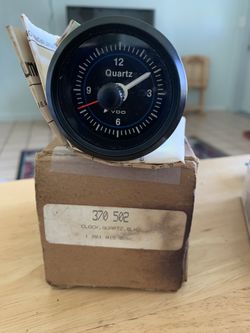 12
Quartz
9
3
VDO
6
370 502
CLOCK,QUARTZ,BLK